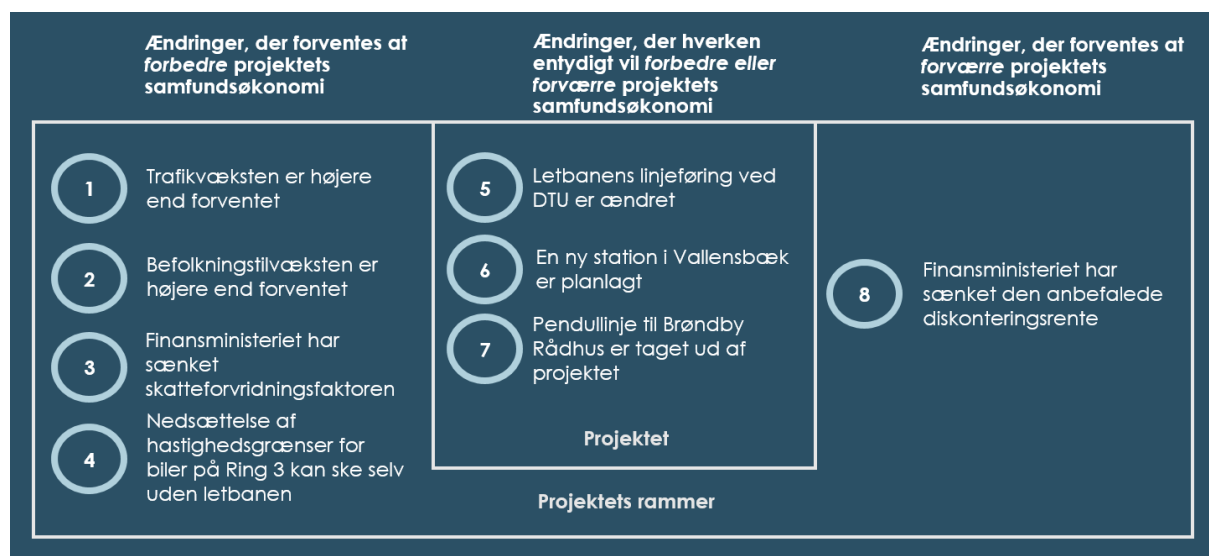 Ændringer, der forventes at
forbedre projektets
samfundsøkonomi
Ændringer, der hverken
entydigt vil forbedre eller
forværre projektets
samfundsøkonomi
Ændringer, der forventes at
forværre projektets
samfundsøkonomi
1
Trafikvæksten er højere
end forventet
2
Befolkningstilvæksten er
højere end forventet
3
Finansministeriet har
sænket
skatteforvridningsfaktoren
4
Nedsættelse af
hastighedsgrænser for
biler på Ring 3 kan ske selv
uden letbanen
5
Letbanens linjeføring ved
DTU er ændret
6
En ny station i Vallensbæk
er planlagt
7
Pendullinje til Brøndby
Rådhus er taget ud af
projektet
Projektet
8
Finansministeriet har
sænket den anbefalede
diskonteringsrente
Projektets rammer